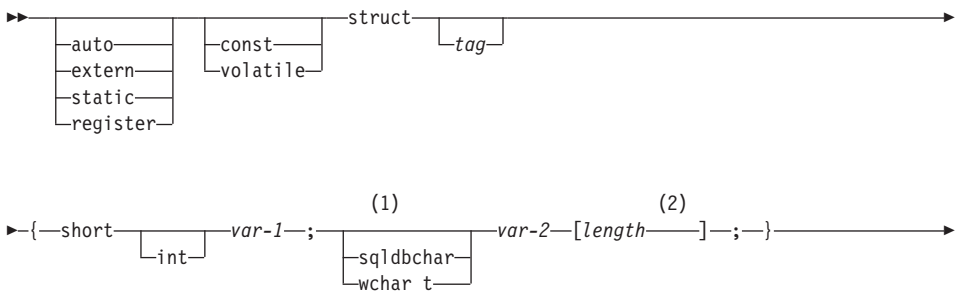 struct
auto const tag
extern volatile
static
register
(1) (2)
{ short var-1 ; var-2 [length ] ; }
int sqldbchar
wchar t